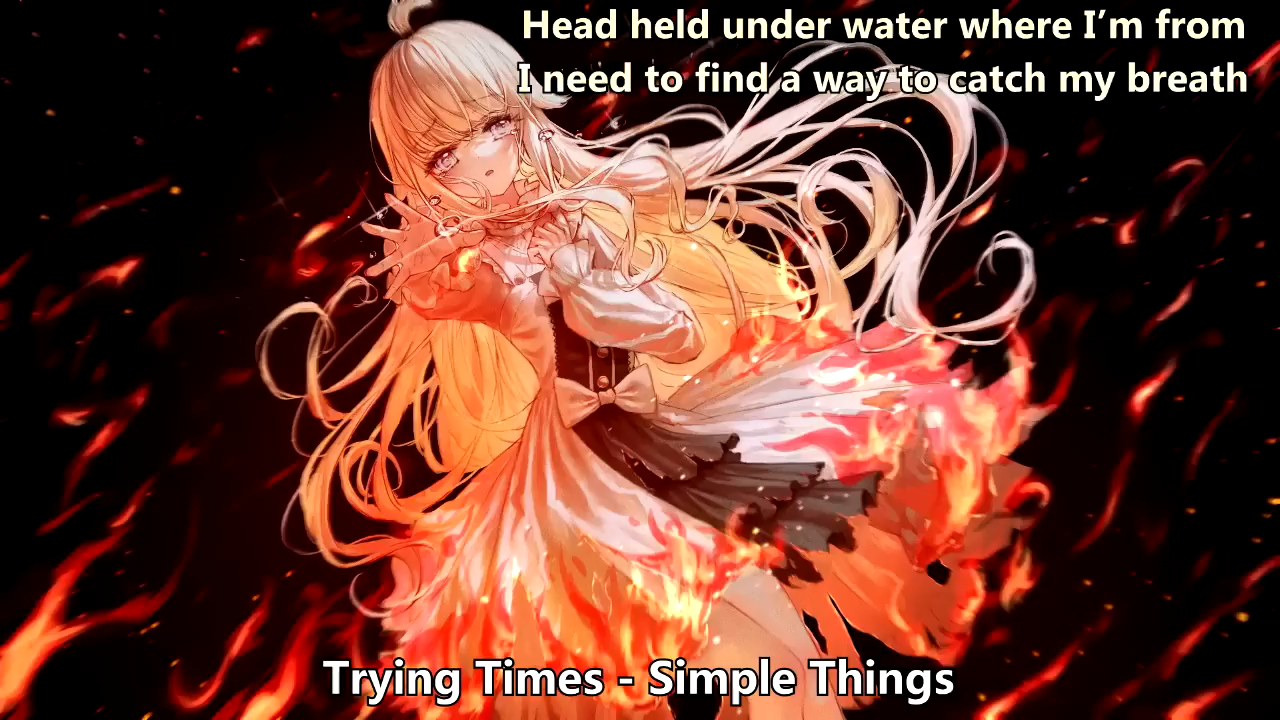 Head held under water where I’m from
I need to find a way to catch my breath
Trying Times - Simple Things